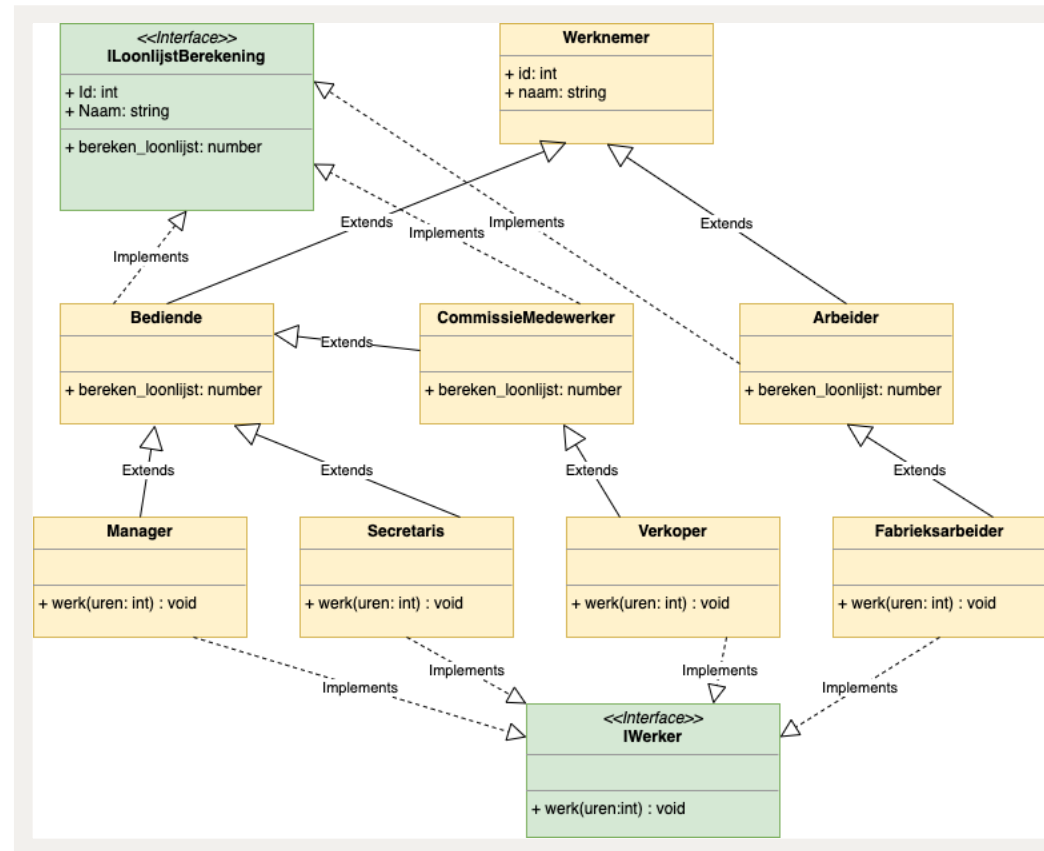 <<Interface>>
ILoonlijstBerekening
+ Id: int
+ Naam: string
+ bereken_loonlijst: number
Werknemer
+ id: int
+ naam: string
Extends
Implements
Implements
Extends
Implements
Bediende
+ bereken_loonlijst: number
Extends
CommissieMedewerker
+ bereken_loonlijst: number
Arbeider
+ bereken_loonlijst: number
Extends
Extends
Extends
Extends
Manager
+ werk(uren: int) : void
Secretaris
+ werk(uren: int) : void
Verkoper
+ werk(uren: int) : void
Fabrieksarbeider
+ werk(uren: int) : void
Implements
Implements
Implements
Implements
<<Interface>>
IWerker
+ werk(uren:int) : void